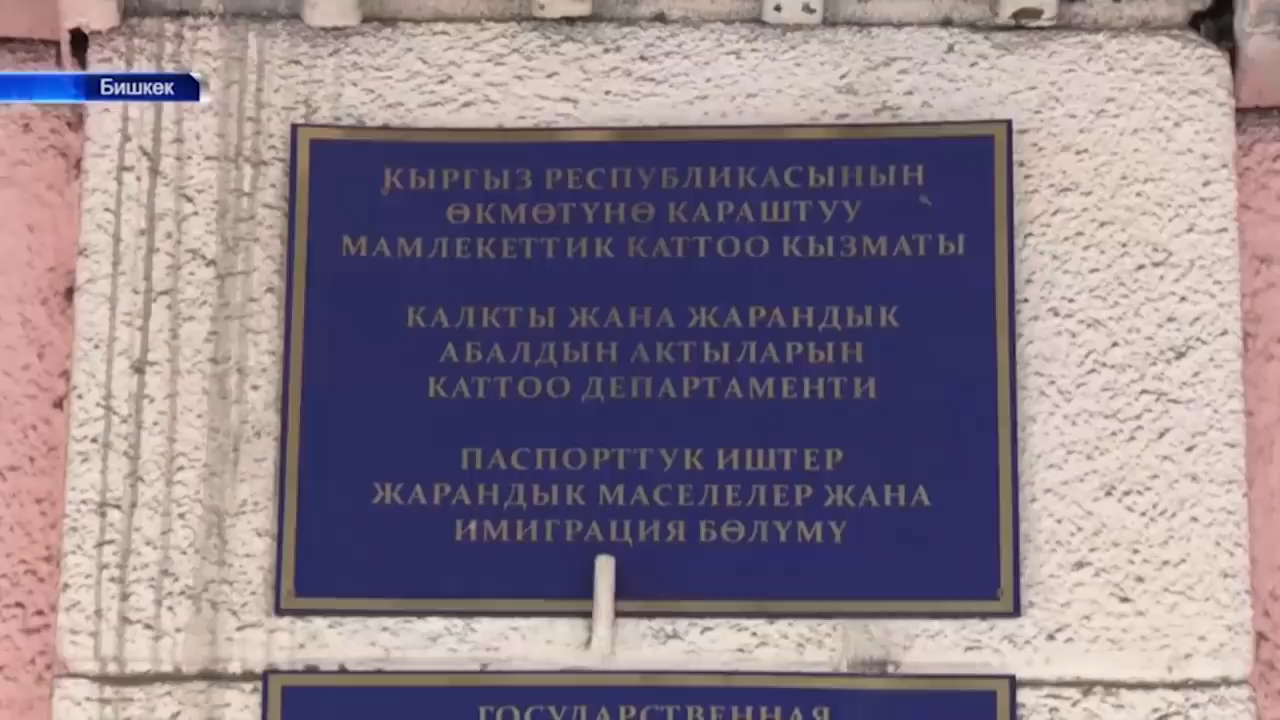 Бишкек
КЫРГЫЗ РЕСПУБЛИКАСЫНЫН
ӨКМӨТҮНӨ КАРАШТУУ
МАМЛЕКЕТТИК КАТТОО КЫЗМАТЫ
КАЛКТЫ ЖАНА ЖАРАНДЫК
АБАЛДЫН АКТЫЛАРЫН
КАТТОО ДЕПАРТАМЕНТИ
ПАСПОРТТУК ИШТЕР
ЖАРАНДЫК МАСЕЛЕЛЕР ЖАНА
ИМИГРАЦИЯ БӨЛҮМҮ
ГОСУДАРСТВЕННАЯ